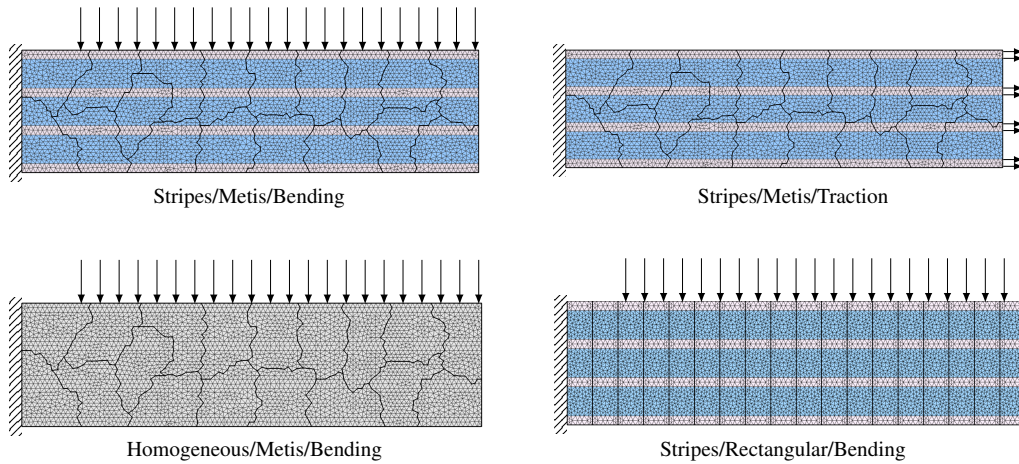 Stripes/Metis/Bending
Stripes/Metis/Traction
Homogeneous/Metis/Bending
Stripes/Rectangular/Bending